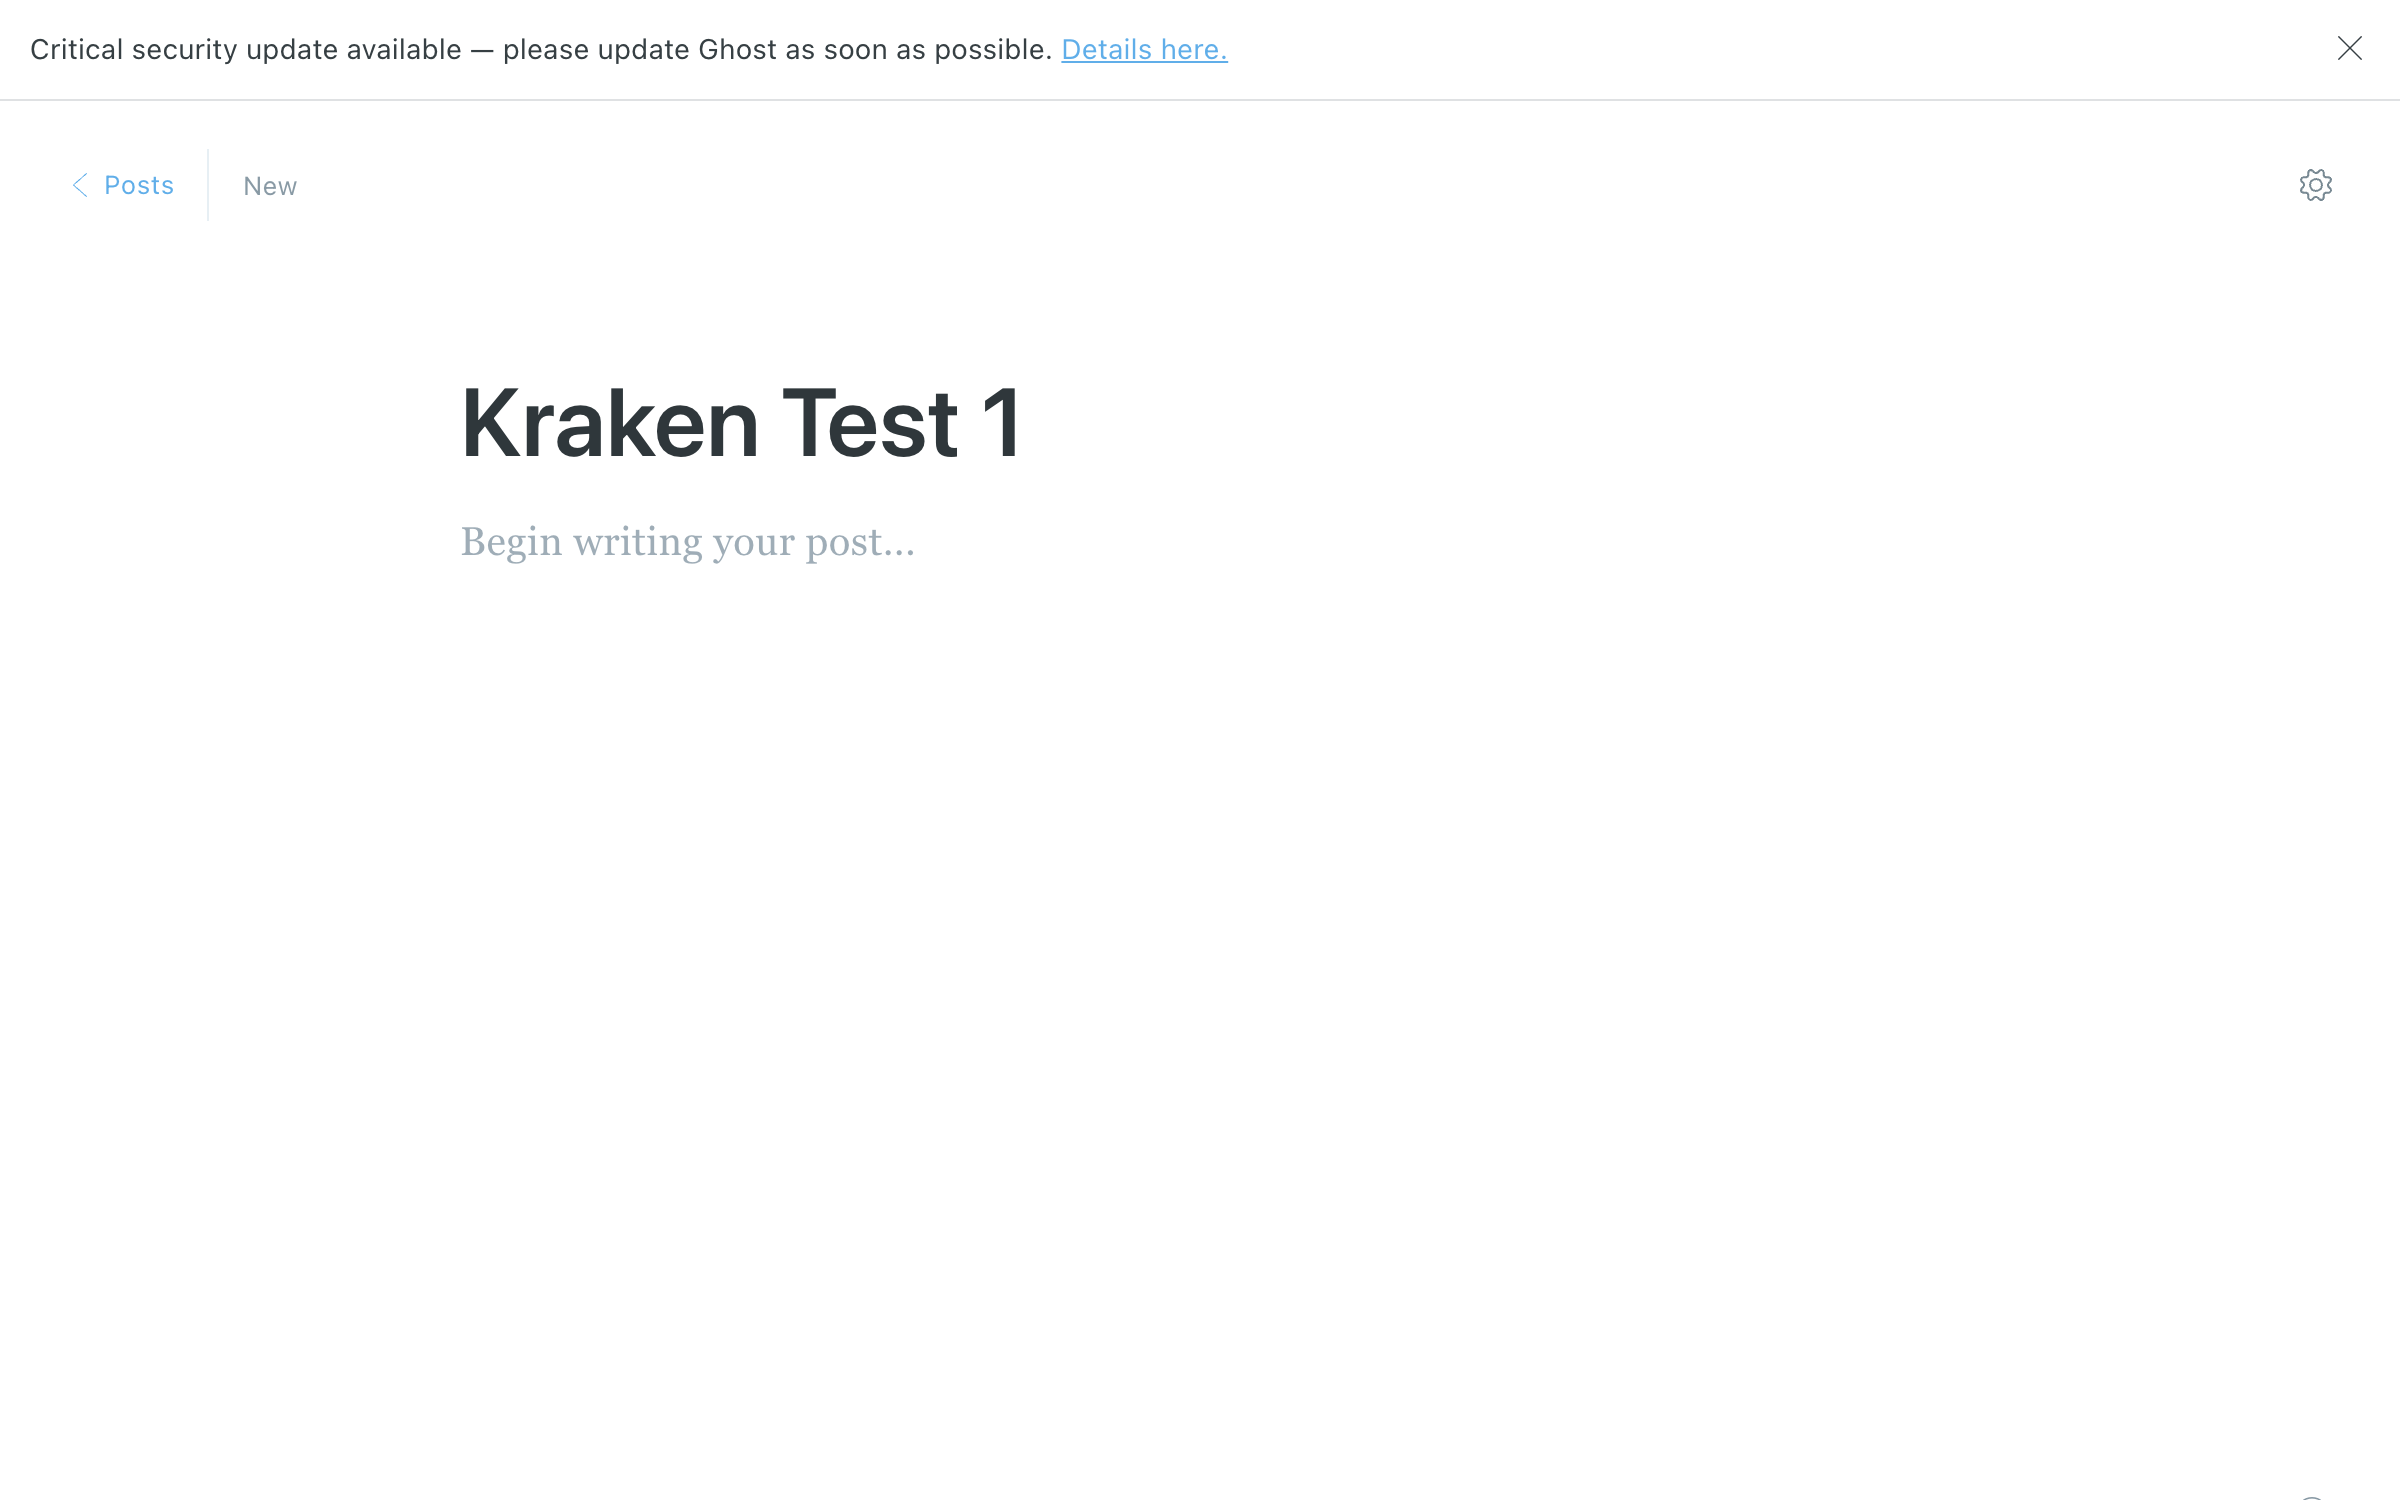 Critical security update available — please update Ghost as soon as possible. Details here.
Posts
New
Kraken Test 1
Begin writing your post...